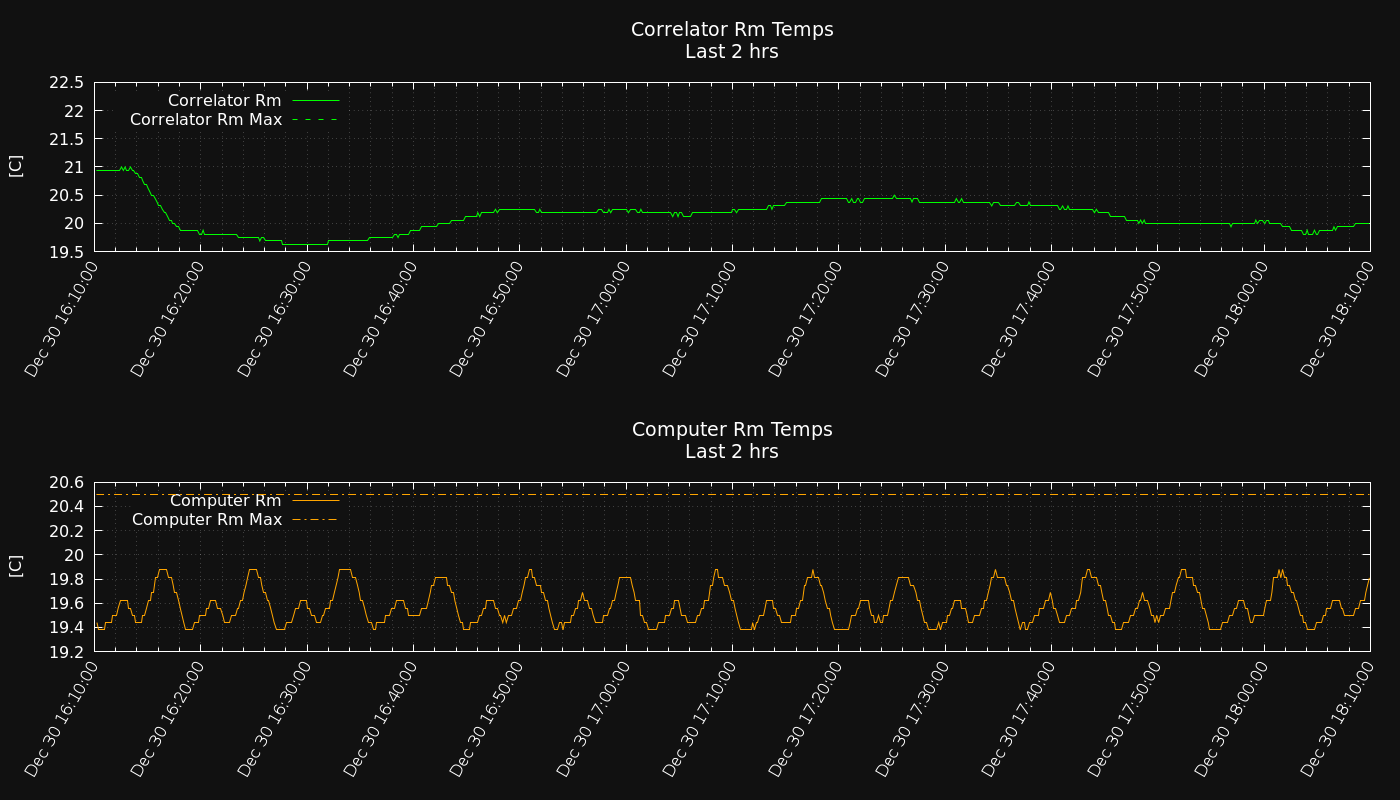 Correlator Rm Temps
Last 2 hrs
22.5
22
21.5
21
20.5
20
19.5
[C]
Correlator Rm
Correlator Rm Max
Dec 30 16:10:00
Dec 30 16:20:00
Dec 30 16:30:00
Dec 30 16:40:00
Dec 30 16:50:00
Dec 30 17:00:00
Dec 30 17:10:00
Dec 30 17:20:00
Dec 30 17:30:00
Dec 30 17:40:00
Dec 30 17:50:00
Dec 30 18:00:00
Dec 30 18:10:00
Computer Rm Temps
Last 2 hrs
20.6
20.4
20.2
20
19.8
19.6
19.4
19.2
[C]
Computer Rm
Computer Rm Max
Dec 30 16:10:00
Dec 30 16:20:00
Dec 30 16:30:00
Dec 30 16:40:00
Dec 30 16:50:00
Dec 30 17:00:00
Dec 30 17:10:00
Dec 30 17:20:00
Dec 30 17:30:00
Dec 30 17:40:00
Dec 30 17:50:00
Dec 30 18:00:00
Dec 30 18:10:00